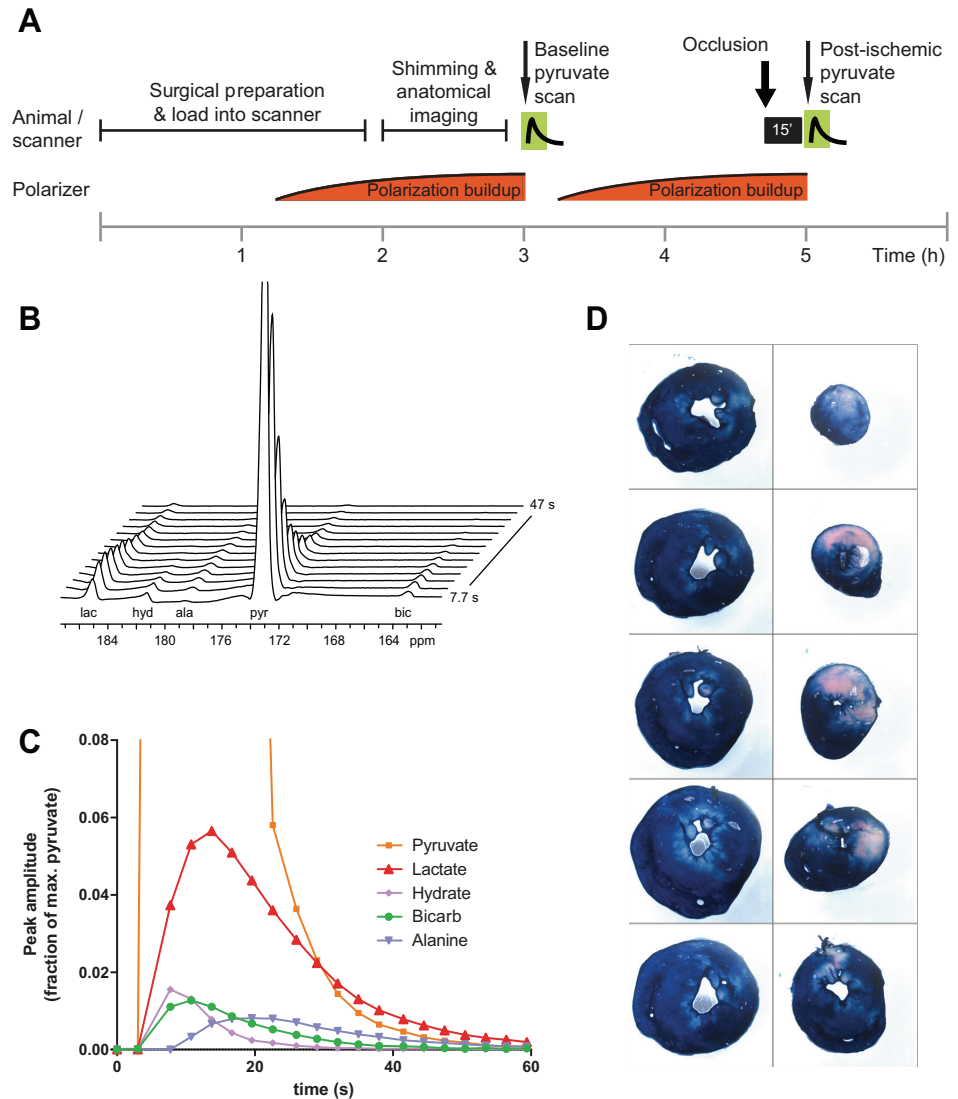 A
Surgical preparation
& load into scanner
Shimming &
anatomical
imaging
Baseline
pyruvate
scan
Occlusion
Post-ischemic
pyruvate
scan
Animal /
scanner
15'
Polarizer
Polarization buildup
Polarization buildup
1
2
3
4
5
Time (h)
B
47 s
7.7 s
lac
hyd
ala
pyr
bic
184
180
176
172
168
164
ppm
C
0.08
0.06
0.04
0.02
0.00
Peak amplitude
(fraction of max. pyruvate)
Pyruvate
Lactate
Hydrate
Bicarb
Alanine
0
20
40
60
time (s)
D